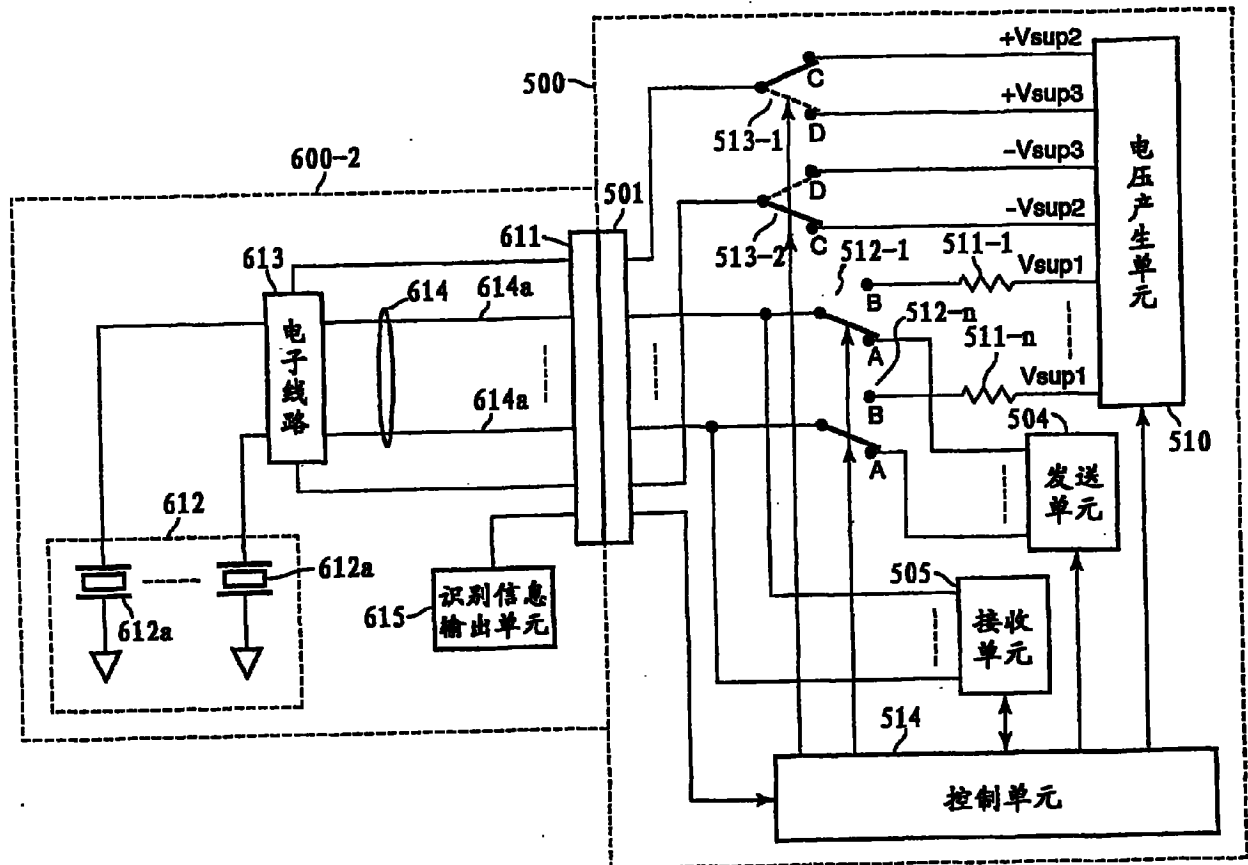 +Vsup2
500
C
+Vsup3
513-1
D
600-2
-Vsup3
D
电压产生单元
501
-Vsup2
611
C
513-2
512-1
511-1
613
Vsup1
614
614a
B
512-n
511-n
电子线路
A
Vsup1
614a
B
504
510
A
发送
单元
612
505
612a
615
识别信息
输出单元
接收
单元
612a
514
控制单元